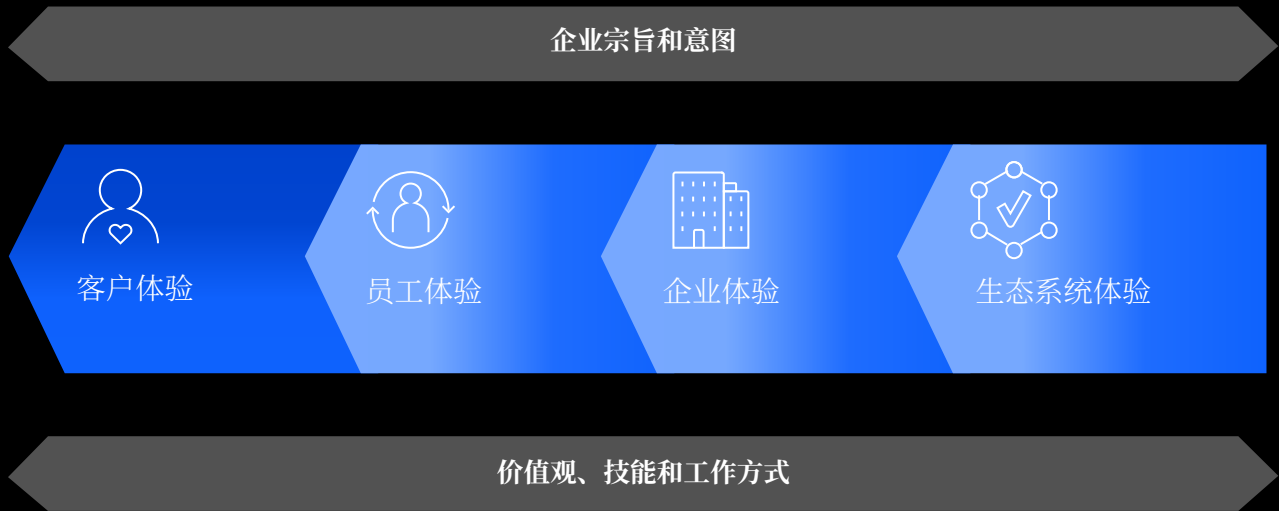 企业宗旨和意图
客户体验
员工体验
企业体验
生态系统体验
价值观、技能和工作方式